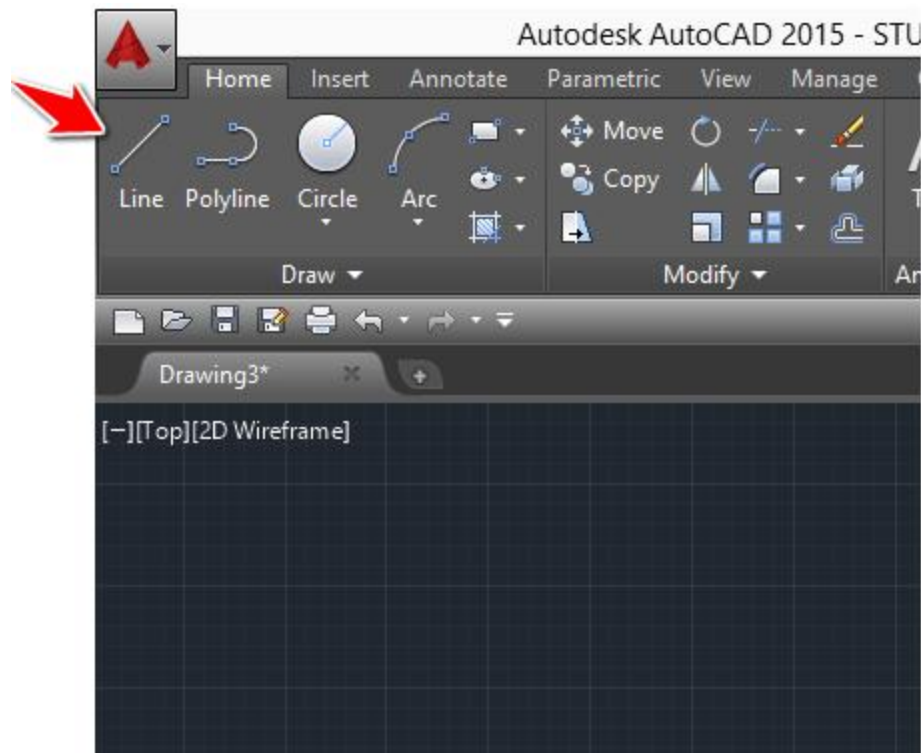 Autodesk AutoCAD 2015 - STU
Home Insert Annotate Parametric View Manage
Line Polyline Circle Arc Move
Copy
Draw Modify
Drawing3*
[−][Top][2D Wireframe]